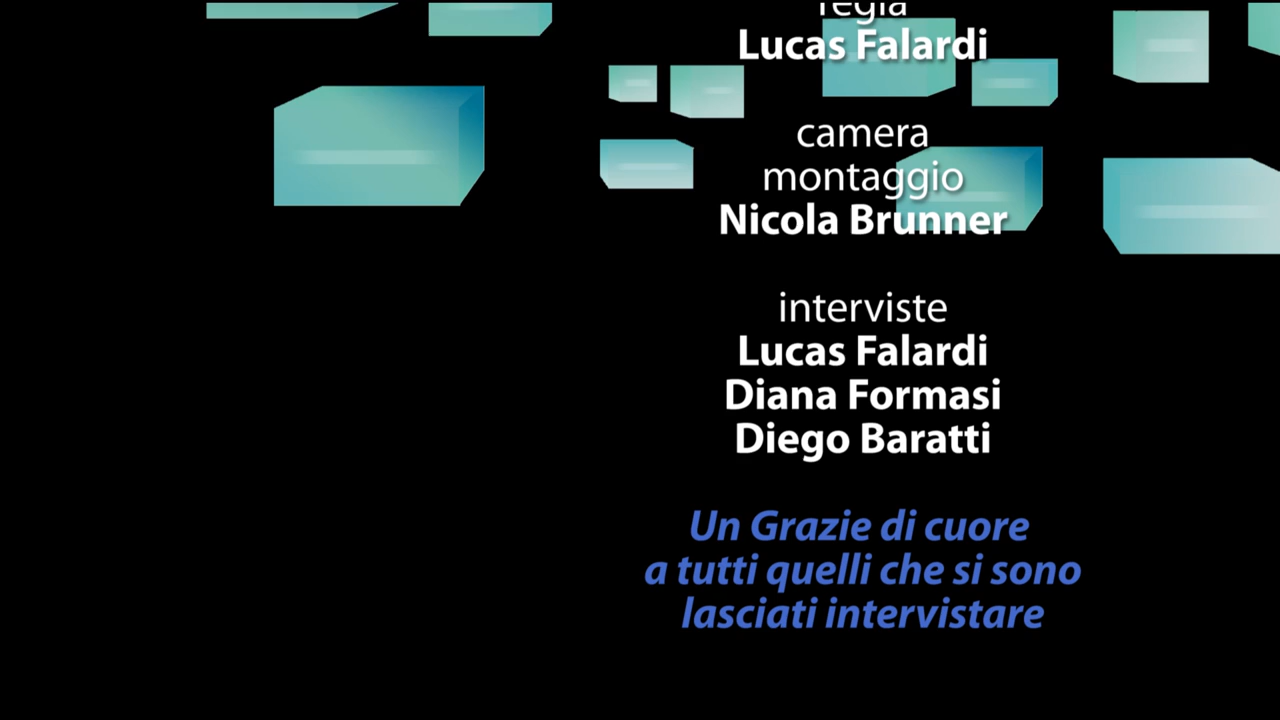 regia
Lucas Falardi
camera
montaggio
Nicola Brunner
interviste
Lucas Falardi
Diana Formasi
Diego Baratti
Un Grazie di cuore
a tutti quelli che si sono
lasciati intervistare